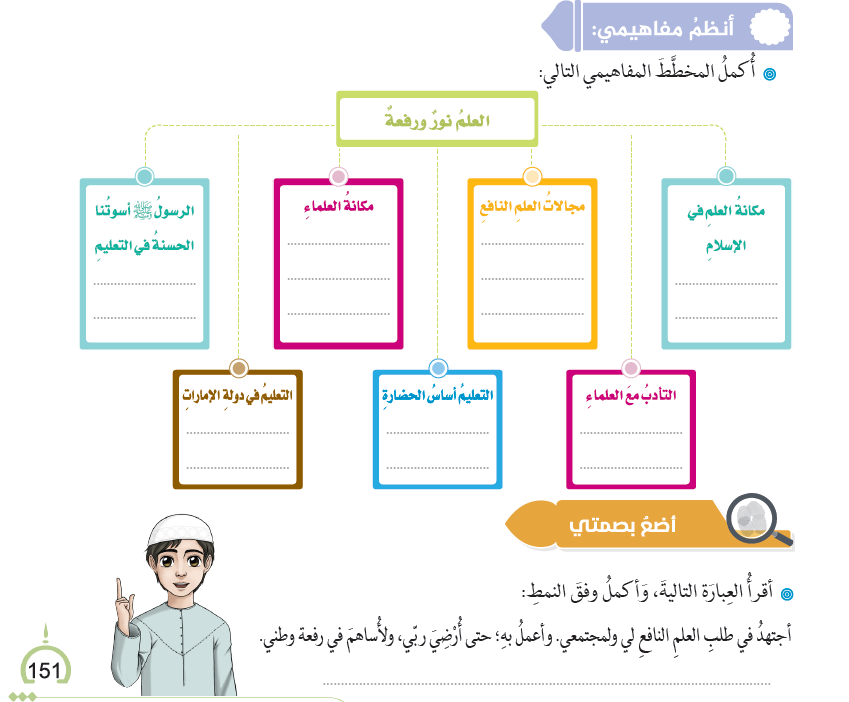 أنظمُ مفاهيمي:
أُكملُ المخطَّطَ المفاهيمي التالي:
العلمُ نورٌ ورفعةٌ
مكانةُ العلمِ في
الإسلامِ
مجالاتُ العلمِ النافعِ
مكانةُ العلماءِ
الرسولُ ﷺ أسوتُنا
الحسنةُ في التعليمِ
التأدبُ معَ العلماءِ
التعليمُ أساسُ الحضارةِ
التعليمُ في دولةِ الإماراتِ
أضعُ بصمتي
أقرأُ العِبارَة التاليةَ، وَأكملُ وفقَ النمطِ:
أجتهدُ في طلبِ العلمِ النافعِ لي ولمجتمعي. وأعملُ بهِ؛ حتى أُرْضِيَ ربّي، ولأُساهمَ في رفعة وطني.
151